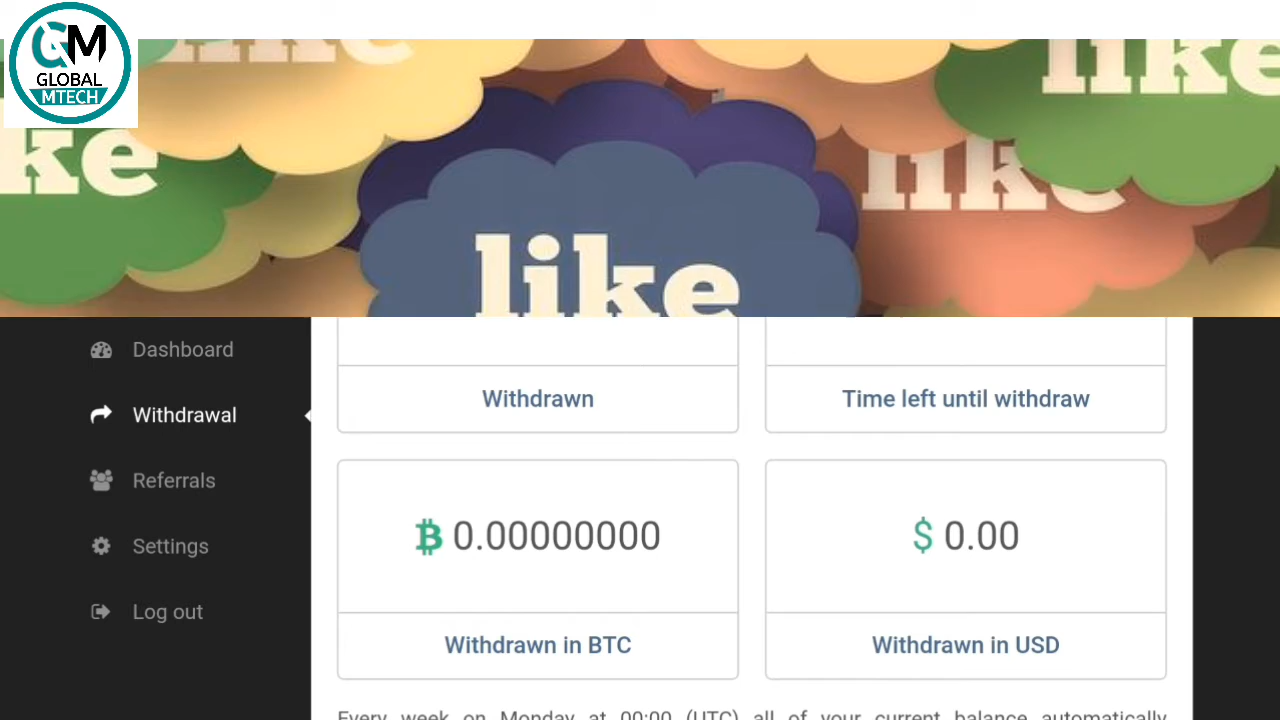 GM
GLOBAL
MTECH
like
like
ke
like
like
Dashboard
Withdrawal
Referrals
Settings
Log out
Withdrawn
Time left until withdraw
0.00000000
$ 0.00
Withdrawn in BTC
Withdrawn in USD
Every week on Monday at 00:00 (UTC) all of your current balance automatically